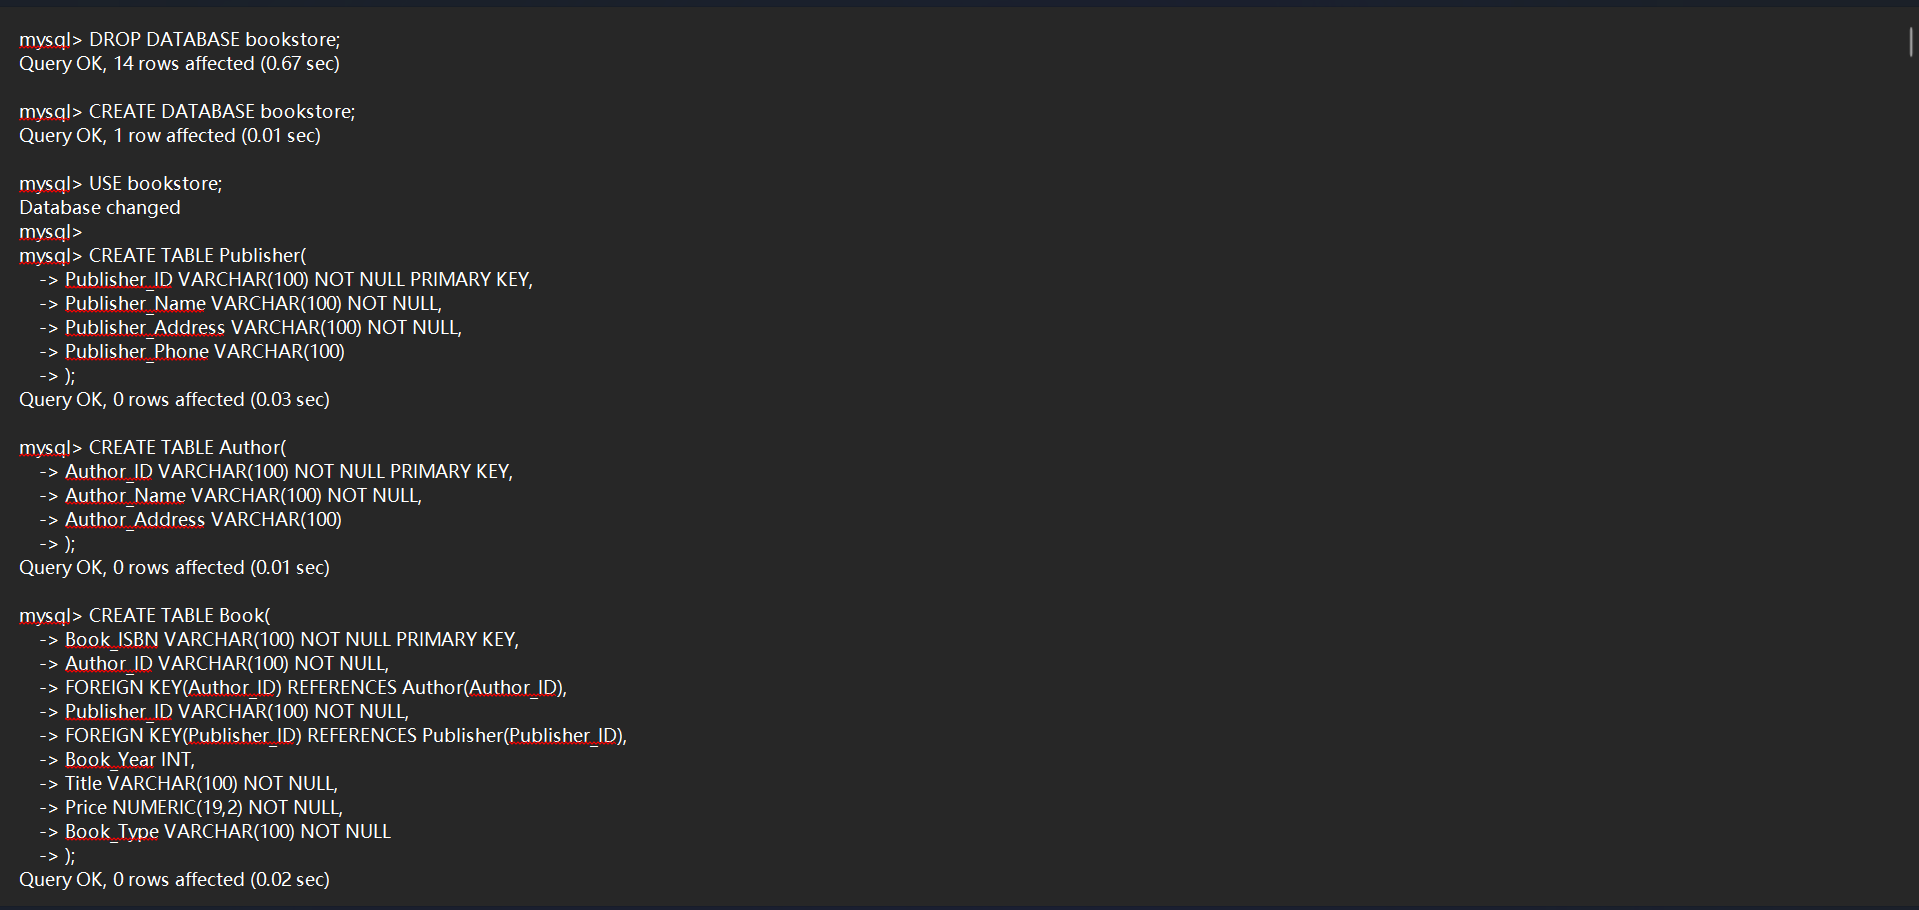 mysql> DROP DATABASE bookstore;
Query OK, 14 rows affected (0.67 sec)
mysql> CREATE DATABASE bookstore;
Query OK, 1 row affected (0.01 sec)
mysql> USE bookstore;
Database changed
mysql>
mysql> CREATE TABLE Publisher(
-> Publisher_ID VARCHAR(100) NOT NULL PRIMARY KEY,
-> Publisher_Name VARCHAR(100) NOT NULL,
-> Publisher_Address VARCHAR(100) NOT NULL,
-> Publisher_Phone VARCHAR(100)
-> );
Query OK, 0 rows affected (0.03 sec)
mysql> CREATE TABLE Author(
-> Author_ID VARCHAR(100) NOT NULL PRIMARY KEY,
-> Author_Name VARCHAR(100) NOT NULL,
-> Author_Address VARCHAR(100)
-> );
Query OK, 0 rows affected (0.01 sec)
mysql> CREATE TABLE Book(
-> Book_ISBN VARCHAR(100) NOT NULL PRIMARY KEY,
-> Author_ID VARCHAR(100) NOT NULL,
-> FOREIGN KEY(Author_ID) REFERENCES Author(Author_ID),
-> Publisher_ID VARCHAR(100) NOT NULL,
-> FOREIGN KEY(Publisher_ID) REFERENCES Publisher(Publisher_ID),
-> Book_Year INT,
-> Title VARCHAR(100) NOT NULL,
-> Price NUMERIC(19,2) NOT NULL,
-> Book_Type VARCHAR(100) NOT NULL
-> );
Query OK, 0 rows affected (0.02 sec)